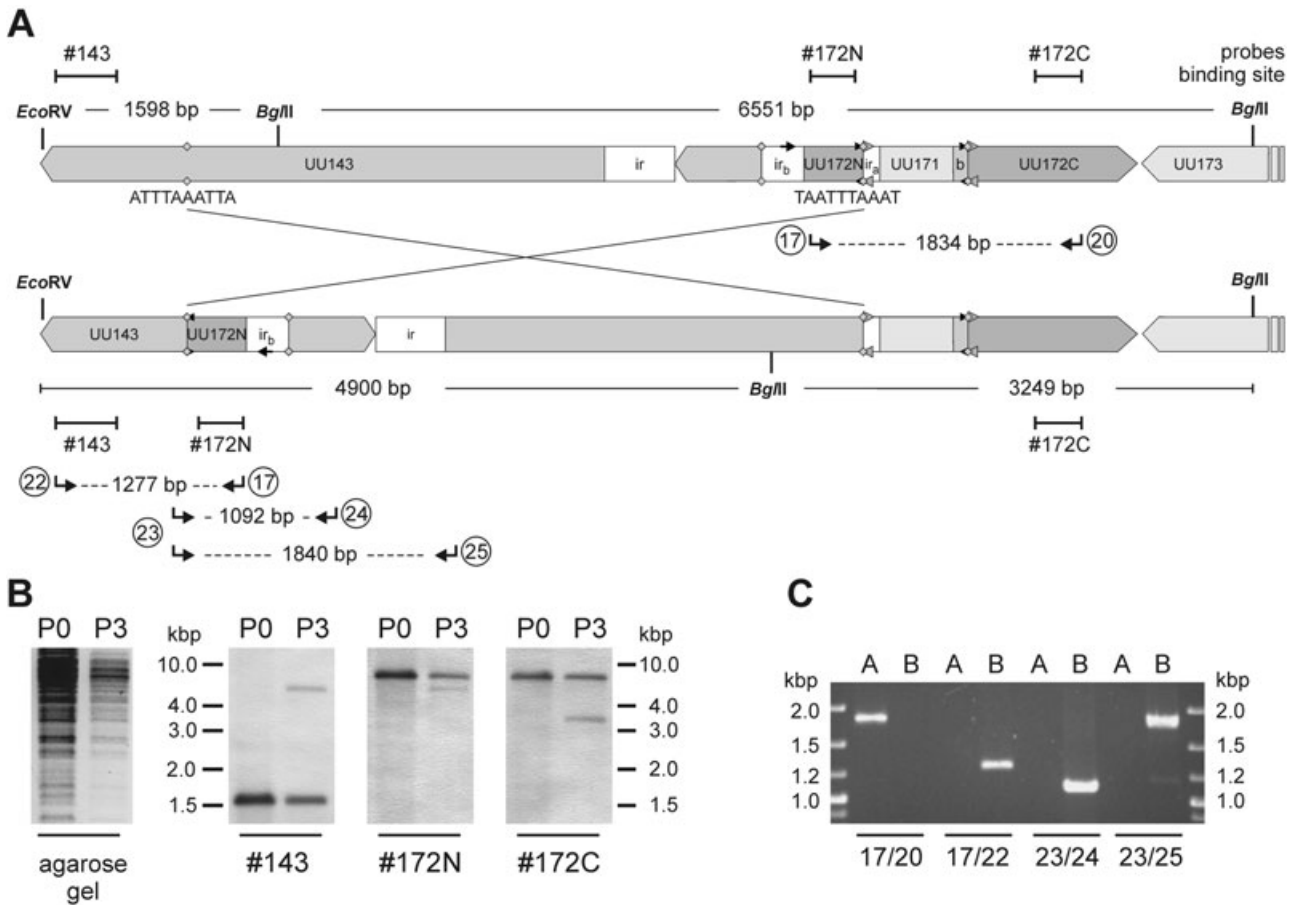 A
#143 #172N #172C probes
binding site
EcoRV 1598 bp BglII 6551 bp BglII
UU143 ir ir b UU172N ir a UU171 b UU172C UU173
ATTTAAATTA TAATTTAAAT
17 1834 bp 20
EcoRV BglII
UU143 UU172N ir b ir
4900 bp BglII 3249 bp
#143 #172N #172C
22 1277 bp 17
23 1092 bp 24
1840 bp 25
B
P0 P3 kbp P0 P3 P0 P3 P0 P3 kbp
10.0 10.0
4.0 4.0
3.0 3.0
2.0 2.0
1.5 1.5
agarose
gel
#143 #172N #172C
C
A B A B A B A B
kbp kbp
2.0 2.0
1.5 1.5
1.2 1.2
1.0 1.0
17/20 17/22 23/24 23/25